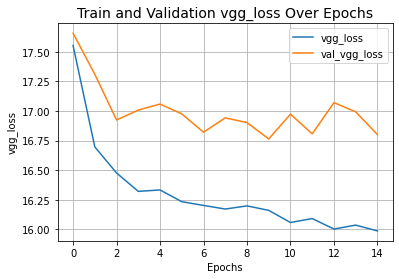 Train and Validation vgg_loss Over Epochs
vgg_loss
val_vgg_loss
vgg_loss
17.50
17.25
17.00
16.75
16.50
16.25
16.00
0 2 4 6 8 10 12 14
Epochs